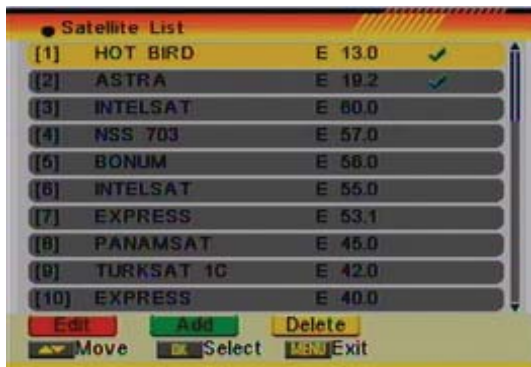 Satellite List
[1] HOT BIRD E 13.0
[2] ASTRA E 19.2
[3] INTELSAT E 60.0
[4] NSS 703 E 57.0
[5] BONUM E 56.0
[6] INTELSAT E 55.0
[7] EXPRESS E 53.1
[8] PANAMSAT E 45.0
[9] TURKSAT 1C E 42.0
[10] EXPRESS E 40.0
Edit Add Delete
Move OK Select MENU Exit